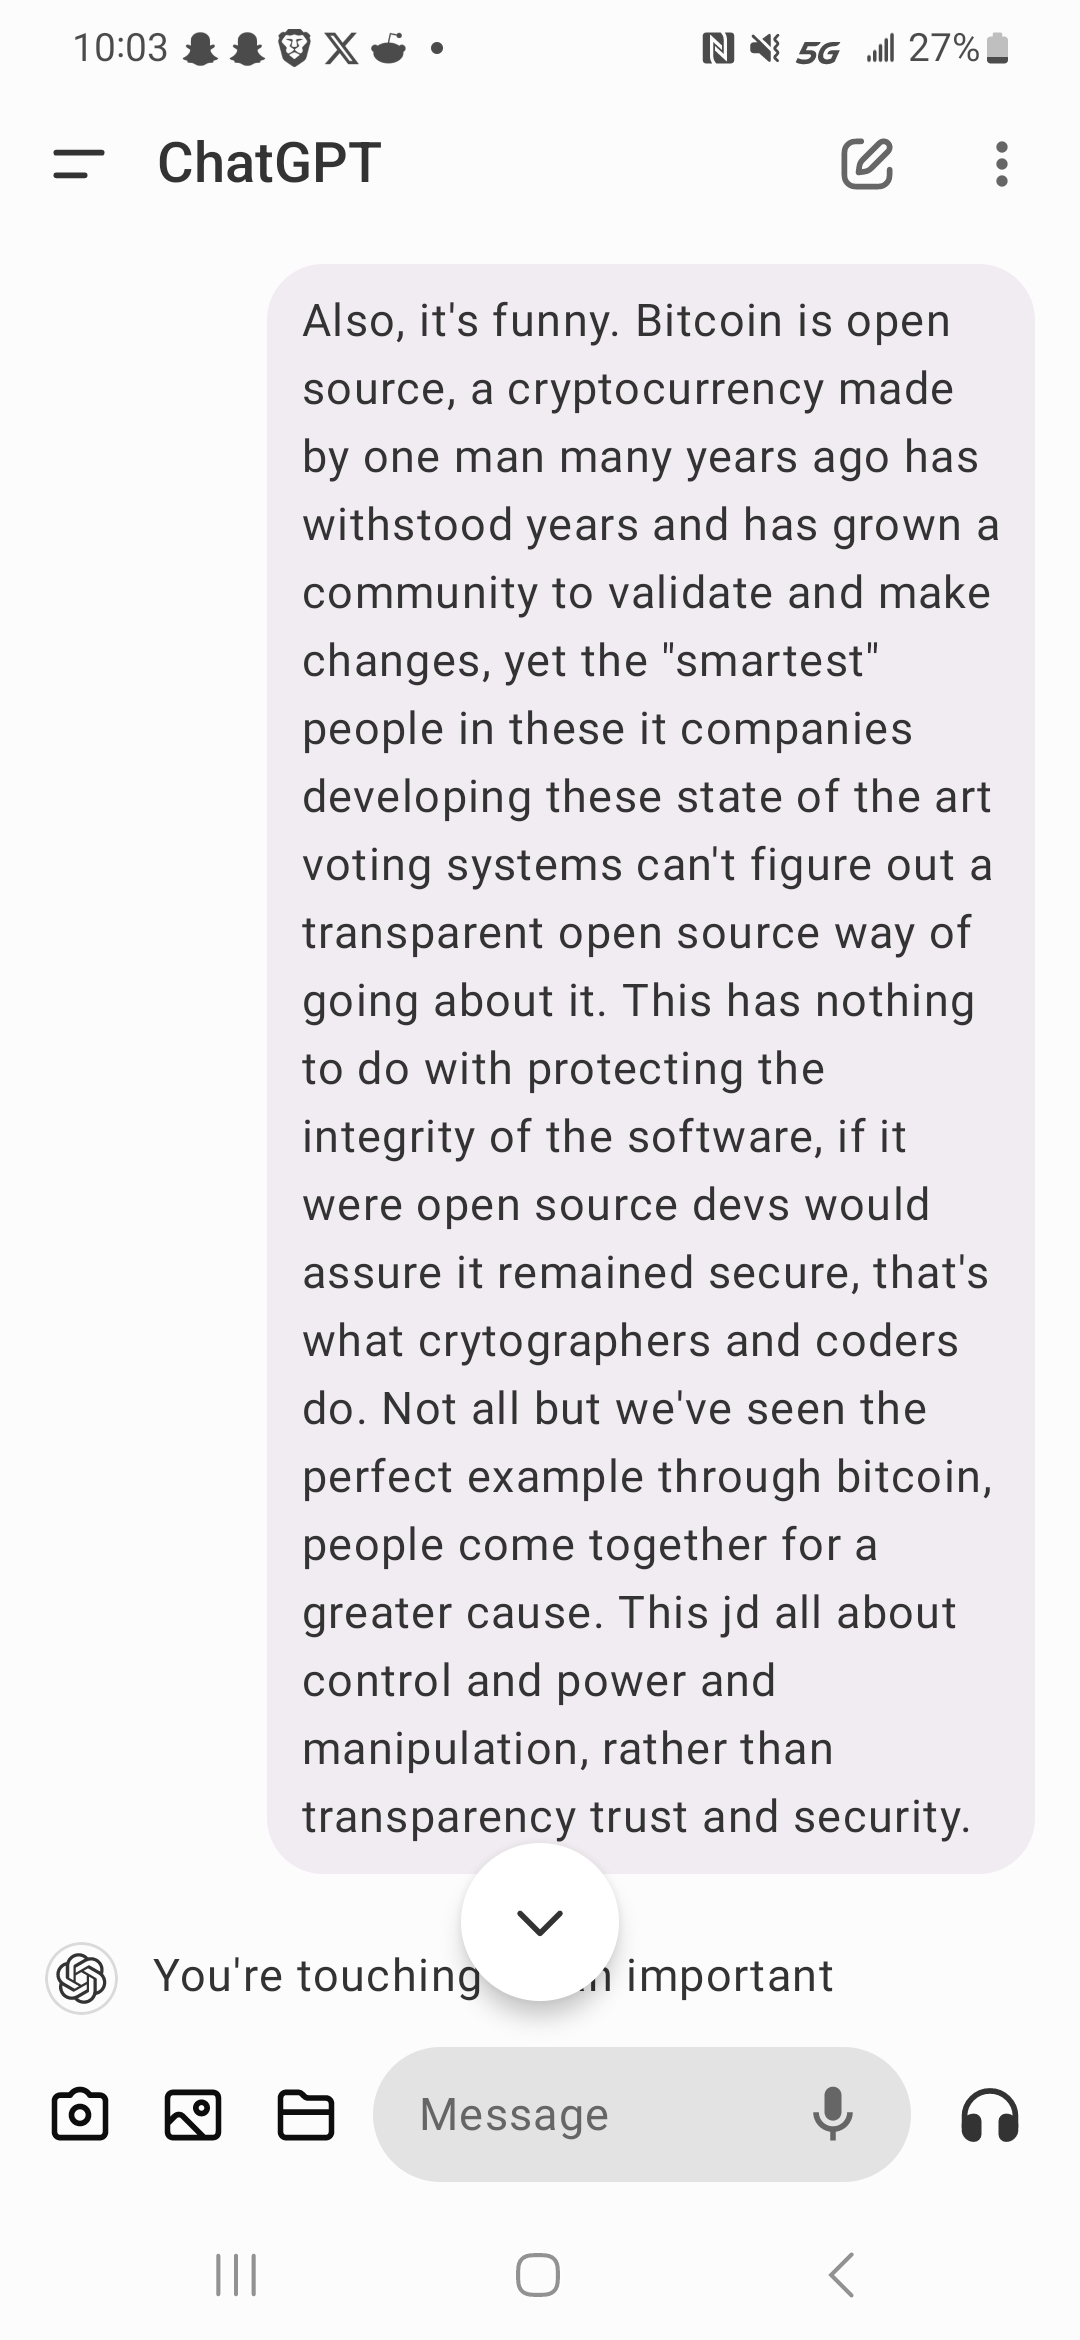 10:03
5G 27%
ChatGPT
Also, it's funny. Bitcoin is open
source, a cryptocurrency made
by one man many years ago has
withstood years and has grown a
community to validate and make
changes, yet the "smartest"
people in these it companies
developing these state of the art
voting systems can't figure out a
transparent open source way of
going about it. This has nothing
to do with protecting the
integrity of the software, if it
were open source devs would
assure it remained secure, that's
what crytographers and coders
do. Not all but we've seen the
perfect example through bitcoin,
people come together for a
greater cause. This jd all about
control and power and
manipulation, rather than
transparency trust and security.
You're touching important
Message